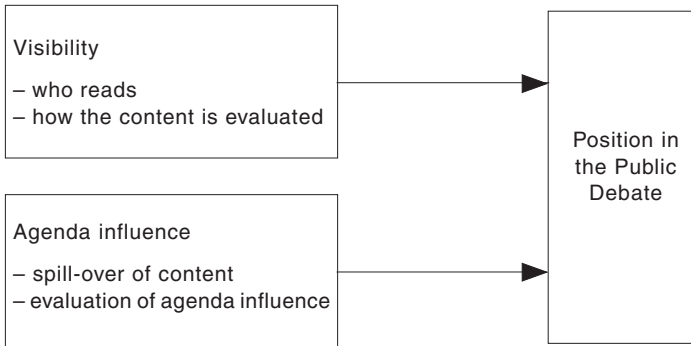 Visibility
– who reads
– how the content is evaluated
Agenda influence
– spill-over of content
– evaluation of agenda influence
Position in
the Public
Debate